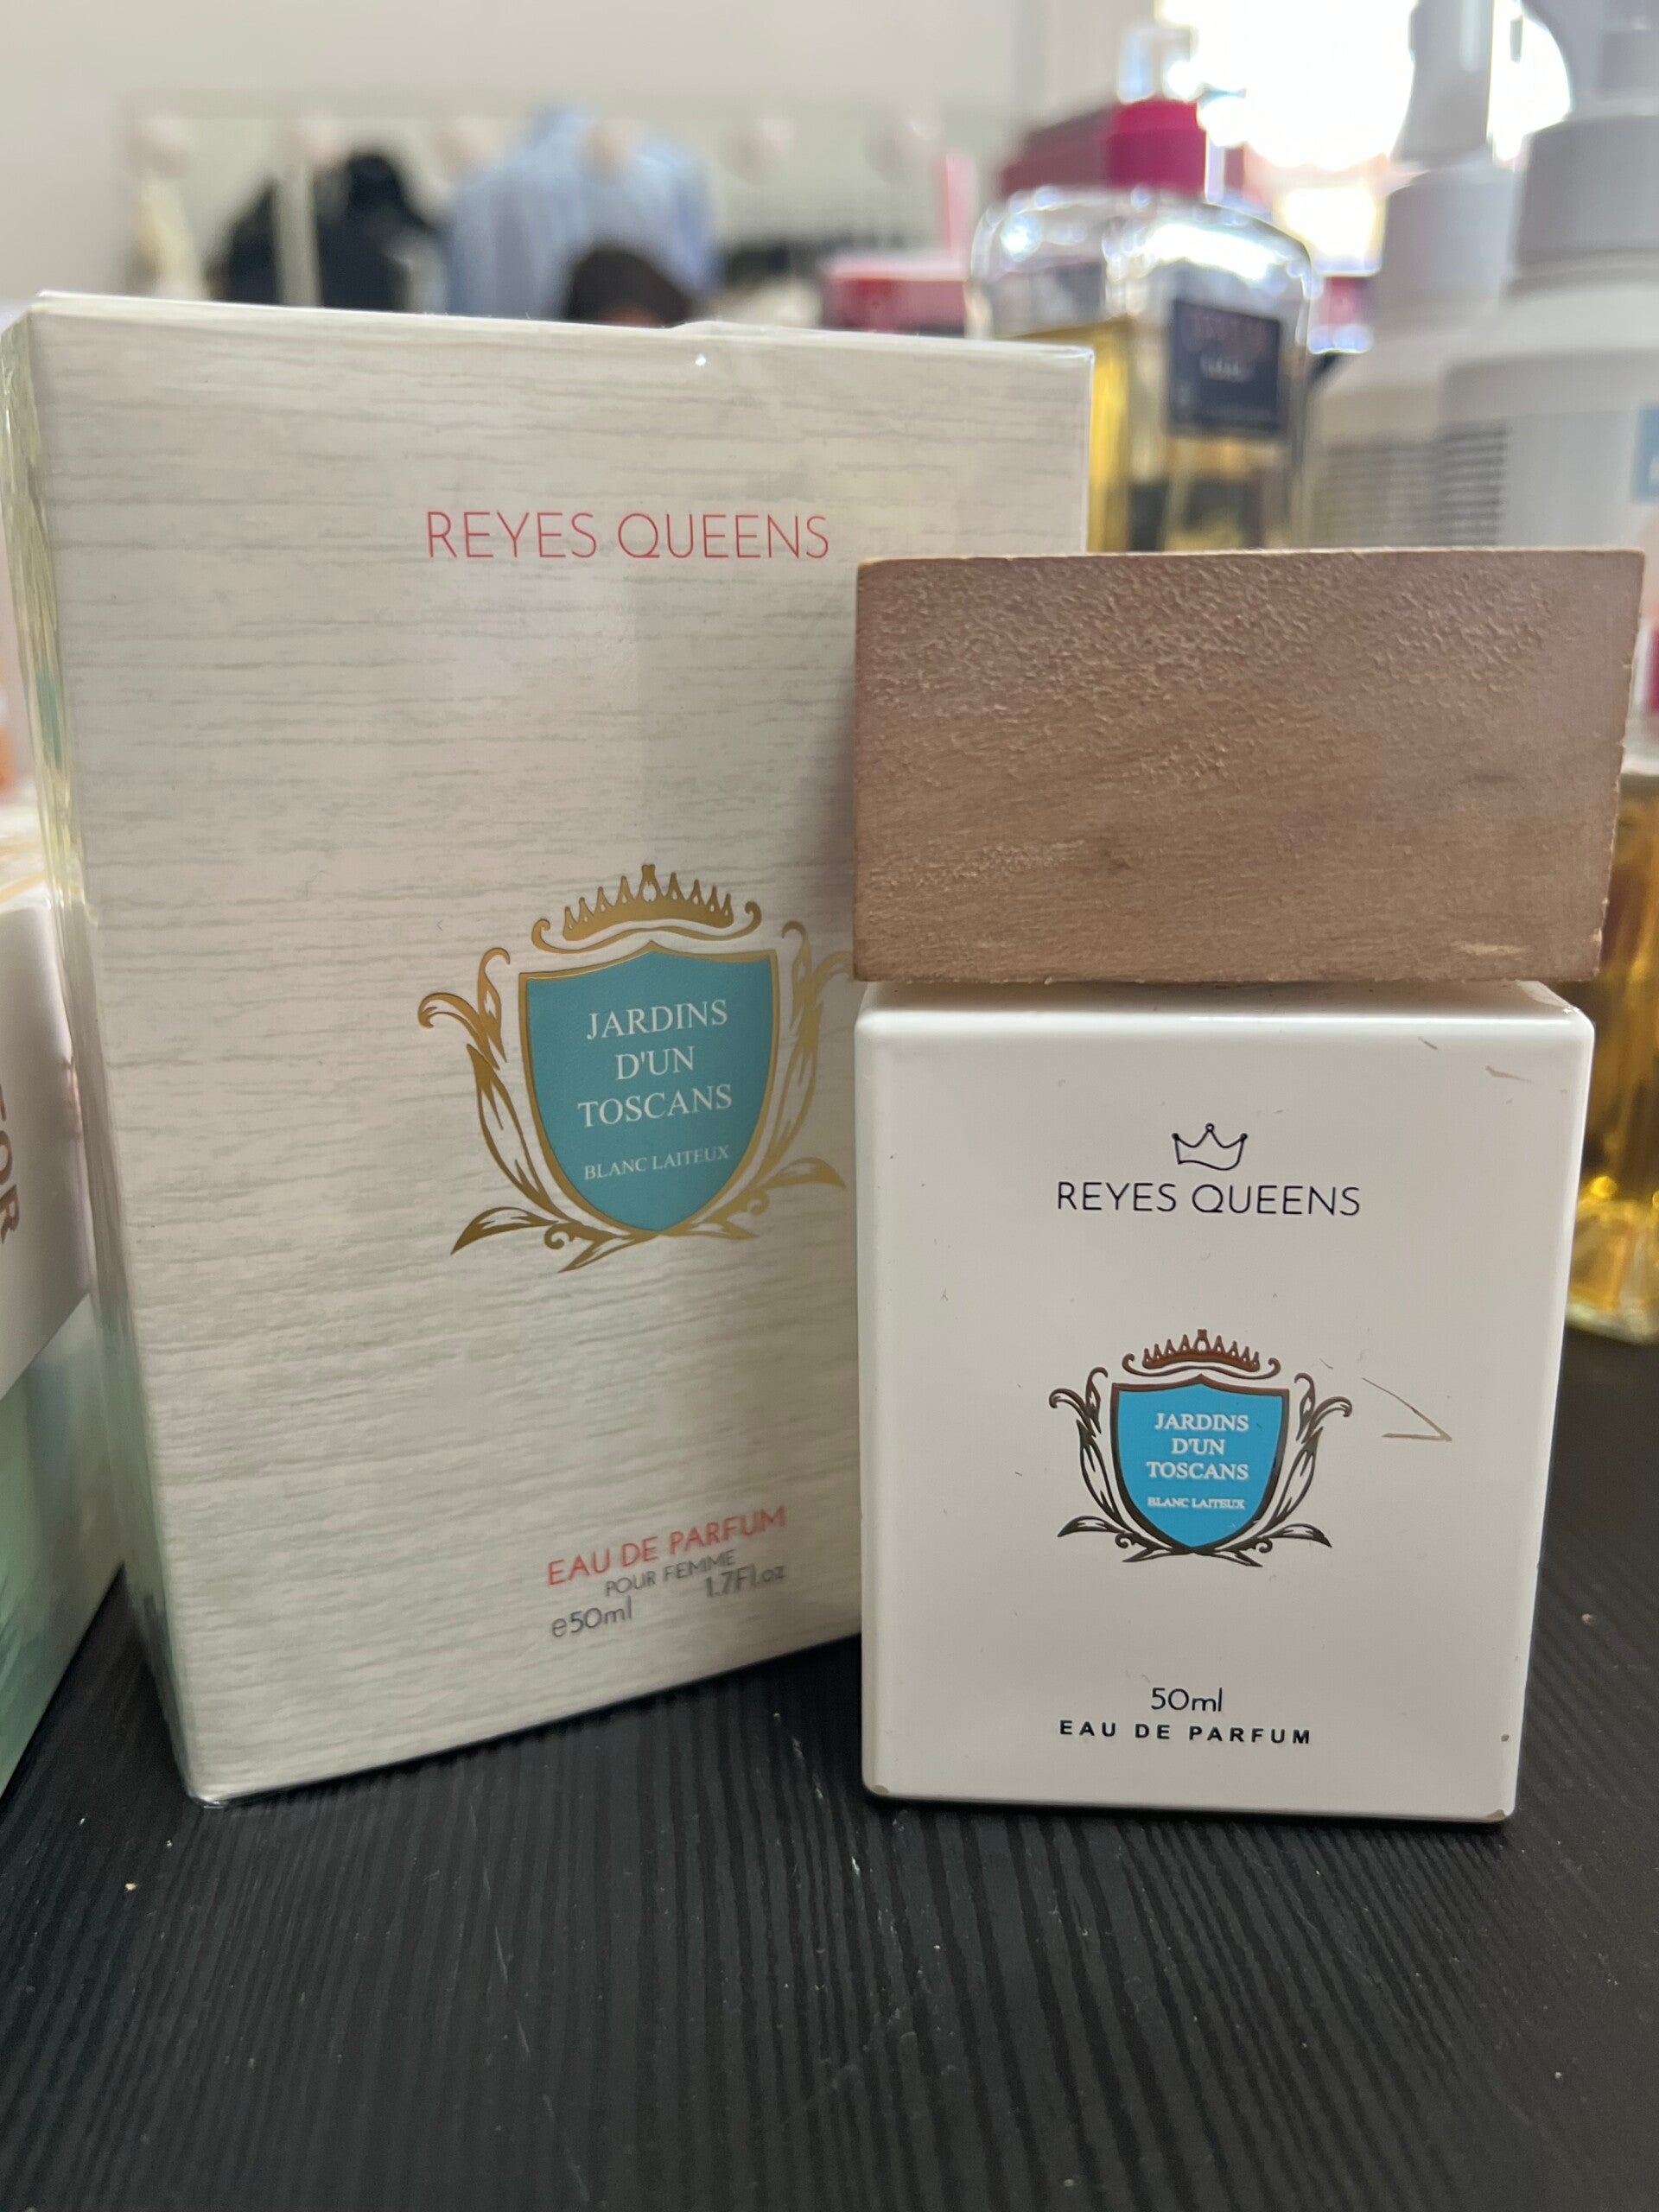 REYES QUEENS
JARDINS
D'UN
TOSCANS
BLANC LAITEUX
EAU DE PARFUM
POUR FEMME
e50ml 1.7Fl.oz
REYES QUEENS
JARDINS
D'UN
TOSCANS
BLANC LAITEUX
50ml
EAU DE PARFUM